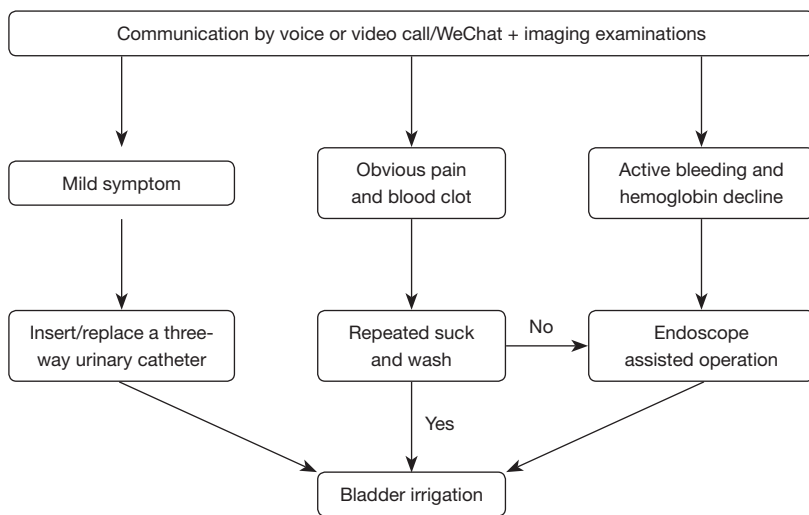 Communication by voice or video call/WeChat + imaging examinations
Mild symptom
Obvious pain
and blood clot
Active bleeding and
hemoglobin decline
Insert/replace a three-
way urinary catheter
Repeated suck
and wash
No
Endoscope
assisted operation
Yes
Bladder irrigation